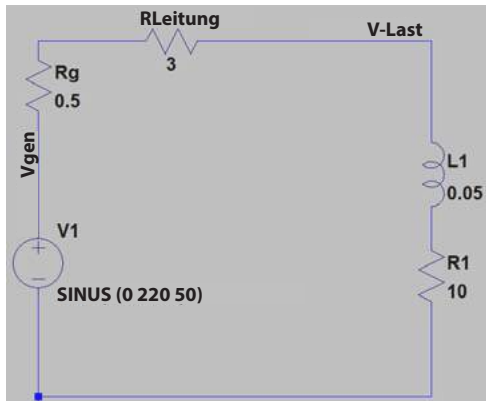 RLeitung
V-Last
3
Rg
0.5
Vgen
L1
0.05
V1
R1
10
SINUS (0 220 50)